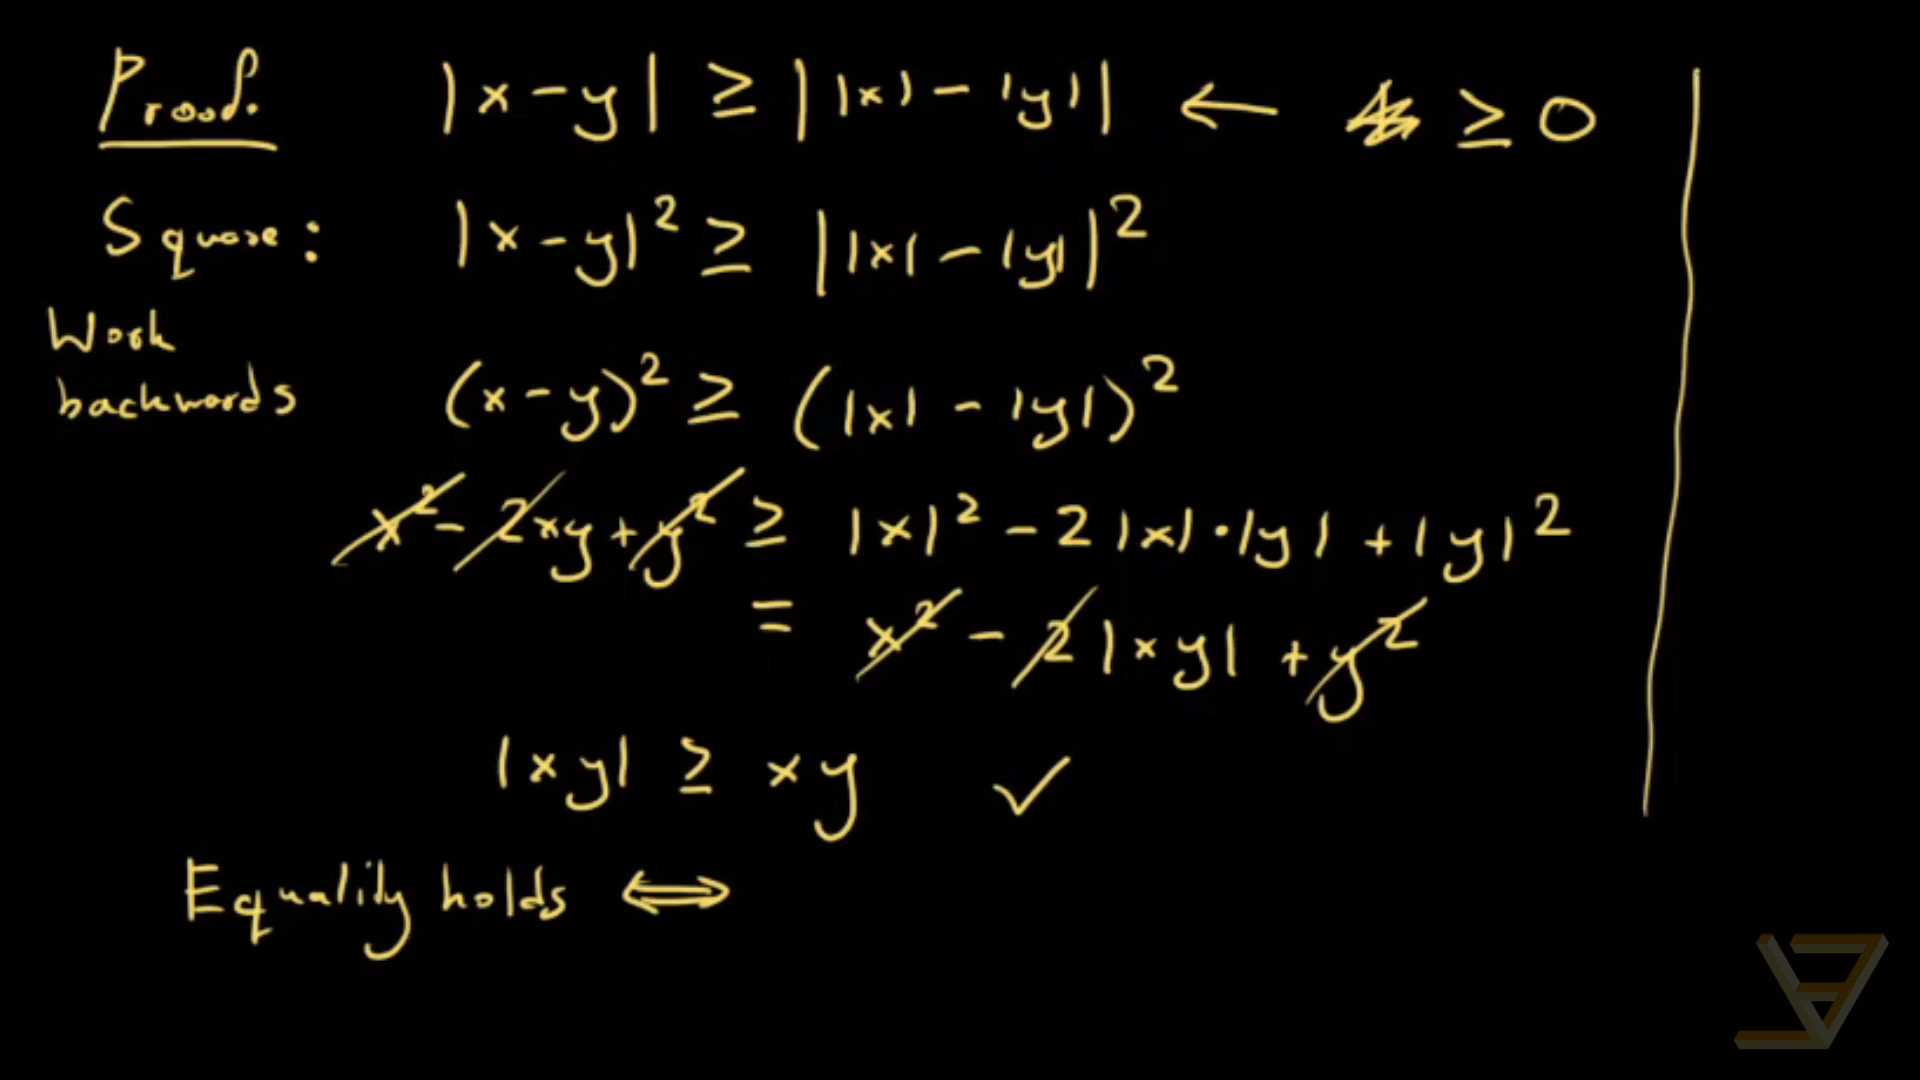 Proof. |x-y| ≥ ||x|-|y|| ← ≥ 0
Square: |x-y|² ≥ ||x|-|y||²
Work
backwards (x-y)² ≥ (|x|-|y|)²
x²-2xy+y² ≥ |x|²-2|x|·|y|+|y|²
= x²-2|xy|+y²
|xy| ≥ xy ✓
Equality holds ⟺